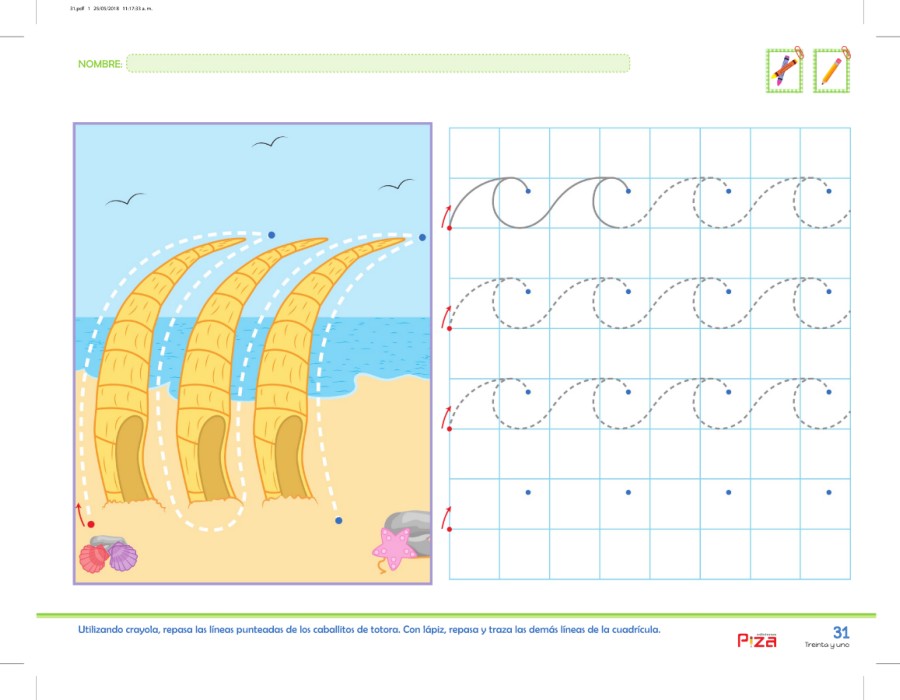 31.pdf 1 25/05/2018 11:17:33 a. m.
NOMBRE:
Utilizando crayola, repasa las líneas punteadas de los caballitos de totora. Con lápiz, repasa y traza las demás líneas de la cuadrícula.
PizA
31
Treinta y uno